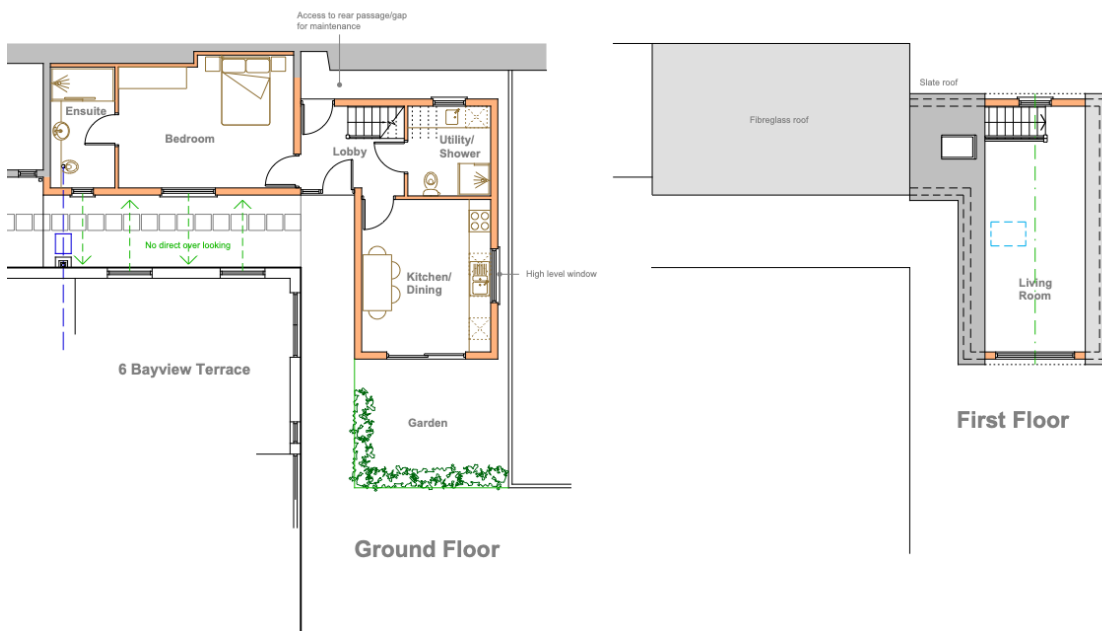 Access to rear passage/gap
for maintenance
Ensuite
Bedroom
Lobby
Utility/
Shower
No direct over looking
Kitchen/
Dining
High level window
6 Bayview Terrace
Garden
Ground Floor
Slate roof
Fibreglass roof
Living
Room
First Floor